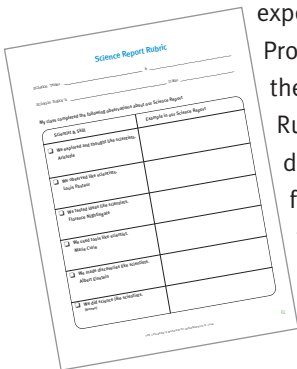 Science Report Rubric
My class completed the following observations about our Science Report
Scientist & Skill
Example in our Science Report
We explored and thought like scientists.
Aristotle
We observed like scientists.
Louis Pasteur
We tested ideas like scientists.
Florence Nightingale
We used tools like scientists.
Marie Curie
We made discoveries like scientists.
Albert Einstein
We did science like scientists.
expe
Pro
the
Ru
d
f